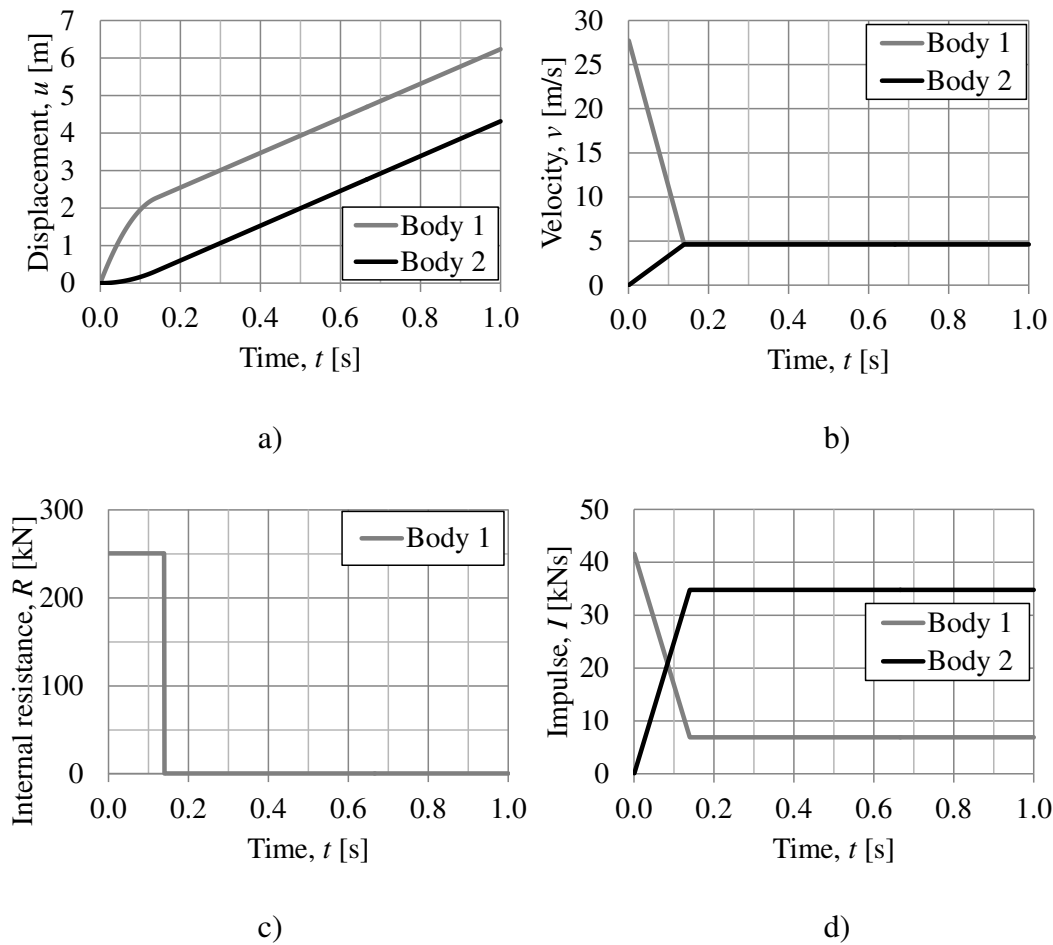 7
6
5
4
3
2
1
0
Displacement, u [m]
Body 1
Body 2
0.0 0.2 0.4 0.6 0.8 1.0
Time, t [s]
a)
30
25
20
15
10
5
0
Velocity, v [m/s]
Body 1
Body 2
0.0 0.2 0.4 0.6 0.8 1.0
Time, t [s]
b)
300
200
100
0
Internal resistance, R [kN]
Body 1
0.0 0.2 0.4 0.6 0.8 1.0
Time, t [s]
c)
50
40
30
20
10
0
Impulse, I [kNs]
Body 1
Body 2
0.0 0.2 0.4 0.6 0.8 1.0
Time, t [s]
d)